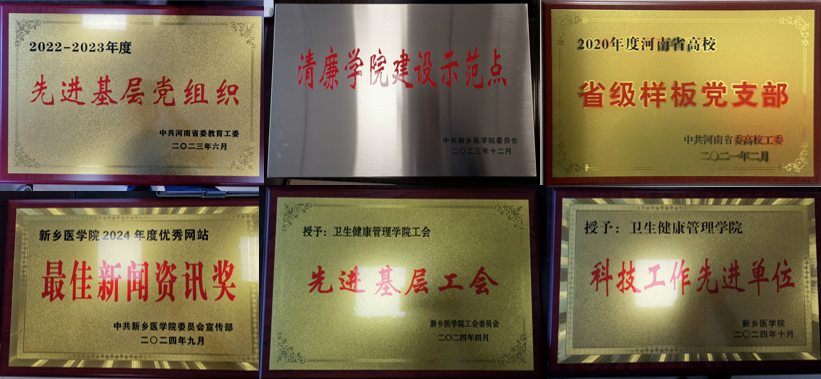 2022-2023年度
先进基层党组织
中共河南省委教育工委
二〇二三年六月
清廉学院建设示范点
中共新乡医学院委员会
二〇二三年十二月
2020年度河南省高校
省级样板党支部
中共河南省委高校工委
二〇二一年二月
新乡医学院2024年度优秀网站
最佳新闻资讯奖
中共新乡医学院委员会宣传部
二〇二四年九月
授予：卫生健康管理学院工会
先进基层工会
新乡医学院工会委员会
二〇二四年四月
授予：卫生健康管理学院
科技工作先进单位
新乡医学院
二〇二四年十月